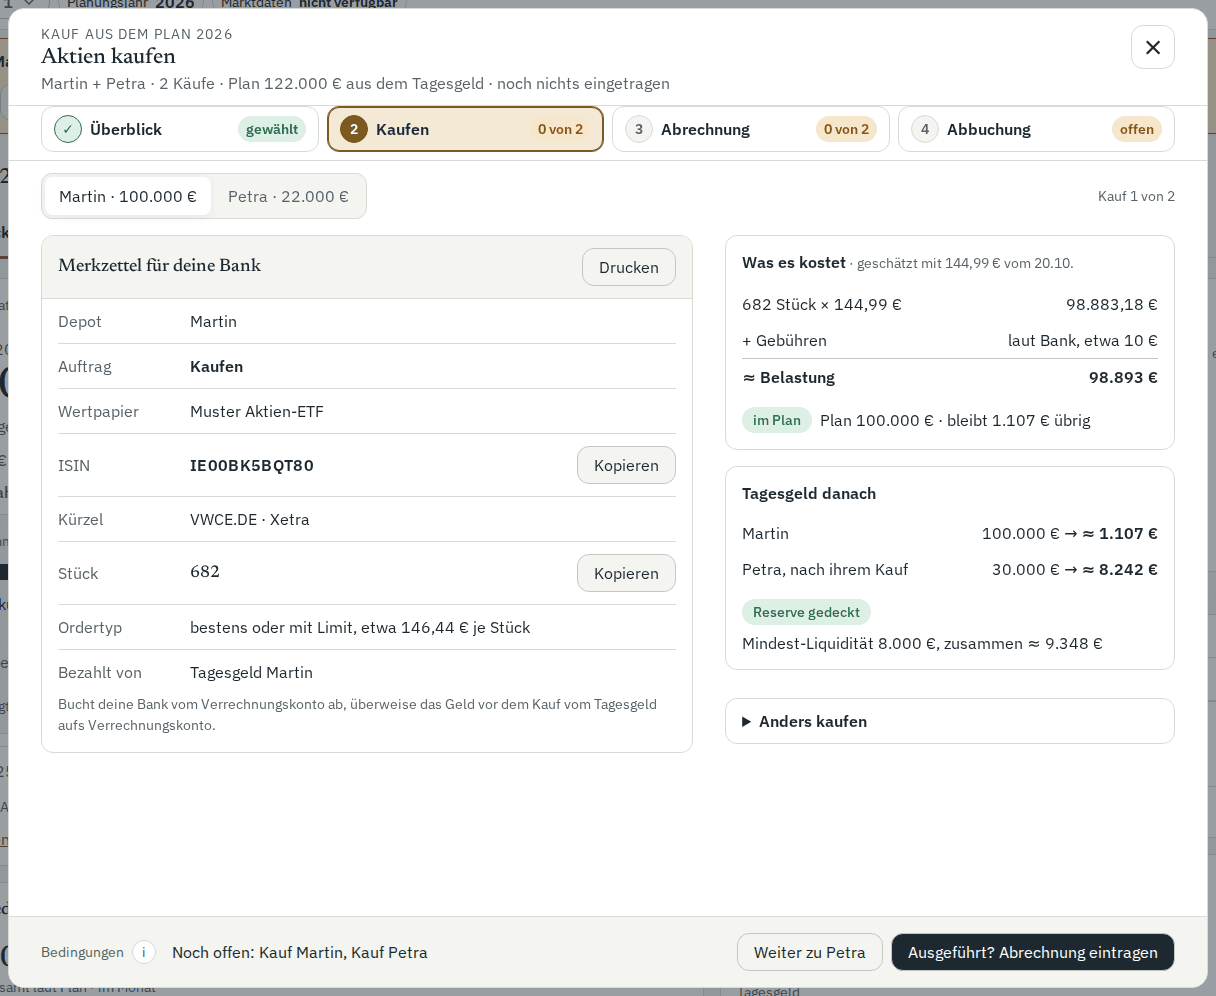 Planungsjahr 2026
Marktdaten nicht verfügbar
KAUF AUS DEM PLAN 2026
Aktien kaufen
Martin + Petra · 2 Käufe · Plan 122.000 € aus dem Tagesgeld · noch nichts eingetragen
✓ Überblick gewählt
2 Kaufen 0 von 2
3 Abrechnung 0 von 2
4 Abbuchung offen
Martin · 100.000 €
Petra · 22.000 €
Kauf 1 von 2
Merkzettel für deine Bank
Drucken
Depot Martin
Auftrag Kaufen
Wertpapier Muster Aktien-ETF
ISIN IE00BK5BQT80 Kopieren
Kürzel VWCE.DE · Xetra
Stück 682 Kopieren
Ordertyp bestens oder mit Limit, etwa 146,44 € je Stück
Bezahlt von Tagesgeld Martin
Bucht deine Bank vom Verrechnungskonto ab, überweise das Geld vor dem Kauf vom Tagesgeld
aufs Verrechnungskonto.
Was es kostet · geschätzt mit 144,99 € vom 20.10.
682 Stück × 144,99 € 98.883,18 €
+ Gebühren laut Bank, etwa 10 €
≈ Belastung 98.893 €
im Plan Plan 100.000 € · bleibt 1.107 € übrig
Tagesgeld danach
Martin 100.000 € → ≈ 1.107 €
Petra, nach ihrem Kauf 30.000 € → ≈ 8.242 €
Reserve gedeckt
Mindest-Liquidität 8.000 €, zusammen ≈ 9.348 €
▶ Anders kaufen
Bedingungen i Noch offen: Kauf Martin, Kauf Petra
Weiter zu Petra
Ausgeführt? Abrechnung eintragen
Tagesgeld